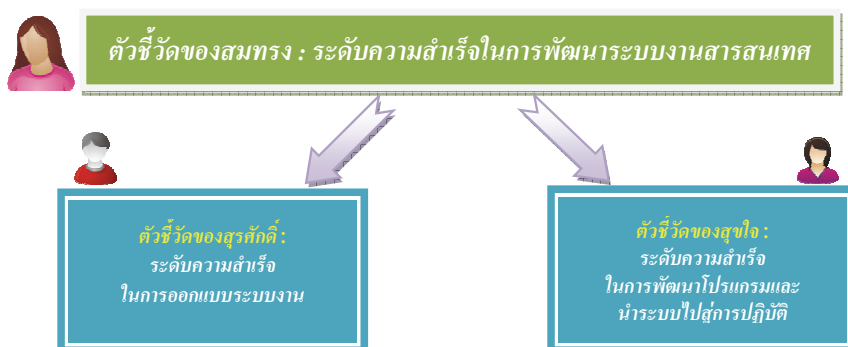 ตัวชี้วัดของสมทรง : ระดับความสำเร็จในการพัฒนาระบบงานสารสนเทศ
ตัวชี้วัดของสุรศักดิ์ :
ระดับความสำเร็จ
ในการออกแบบระบบงาน
ตัวชี้วัดของสุขใจ :
ระดับความสำเร็จ
ในการพัฒนาโปรแกรมและ
นำระบบไปสู่การปฏิบัติ